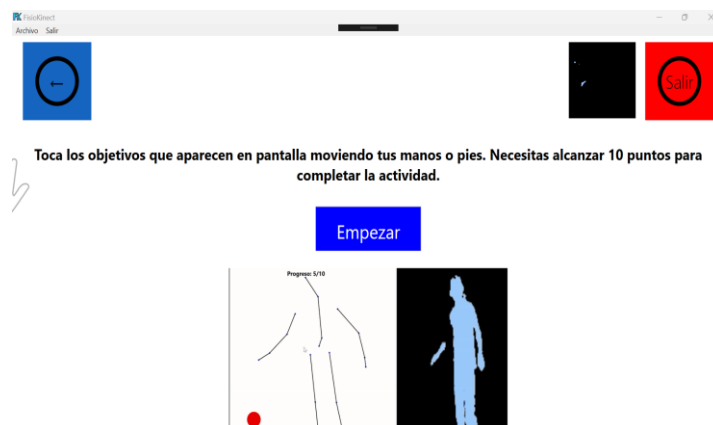 FisioKinect
Archivo Salir
←
Salir
Toca los objetivos que aparecen en pantalla moviendo tus manos o pies. Necesitas alcanzar 10 puntos para
completar la actividad.
Empezar
Progreso: 5/10